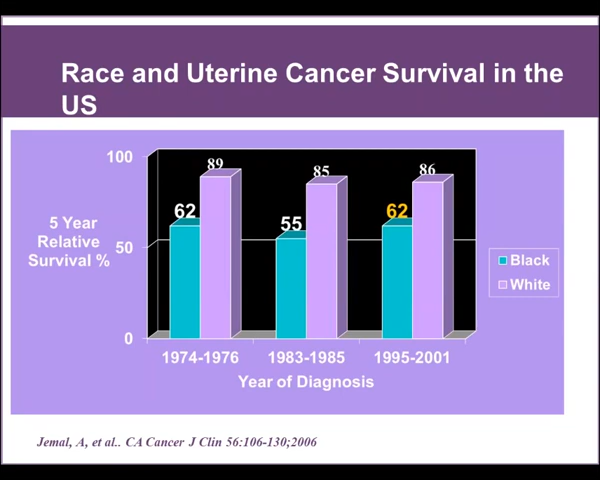 Race and Uterine Cancer Survival in the
US
100
50
0
5 Year
Relative
Survival %
62
89
55
85
62
86
1974-1976
1983-1985
1995-2001
Year of Diagnosis
Black
White
Jemal, A, et al.. CA Cancer J Clin 56:106-130;2006